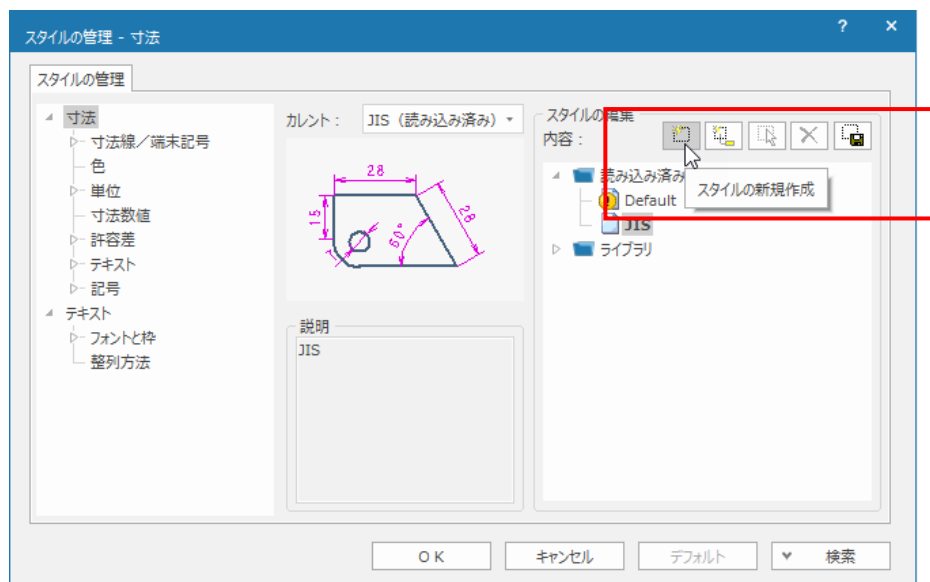 スタイルの管理 - 寸法
? ×
スタイルの管理
寸法
寸法線／端末記号
色
単位
寸法数値
許容差
テキスト
記号
テキスト
フォントと枠
整列方法
カレント：
JIS（読み込み済み）
28
15
28
60°
7
説明
JIS
スタイルの編集
内容：
スタイルの新規作成
読み込み済み
Default
JIS
ライブラリ
ＯＫ
キャンセル
デフォルト
検索